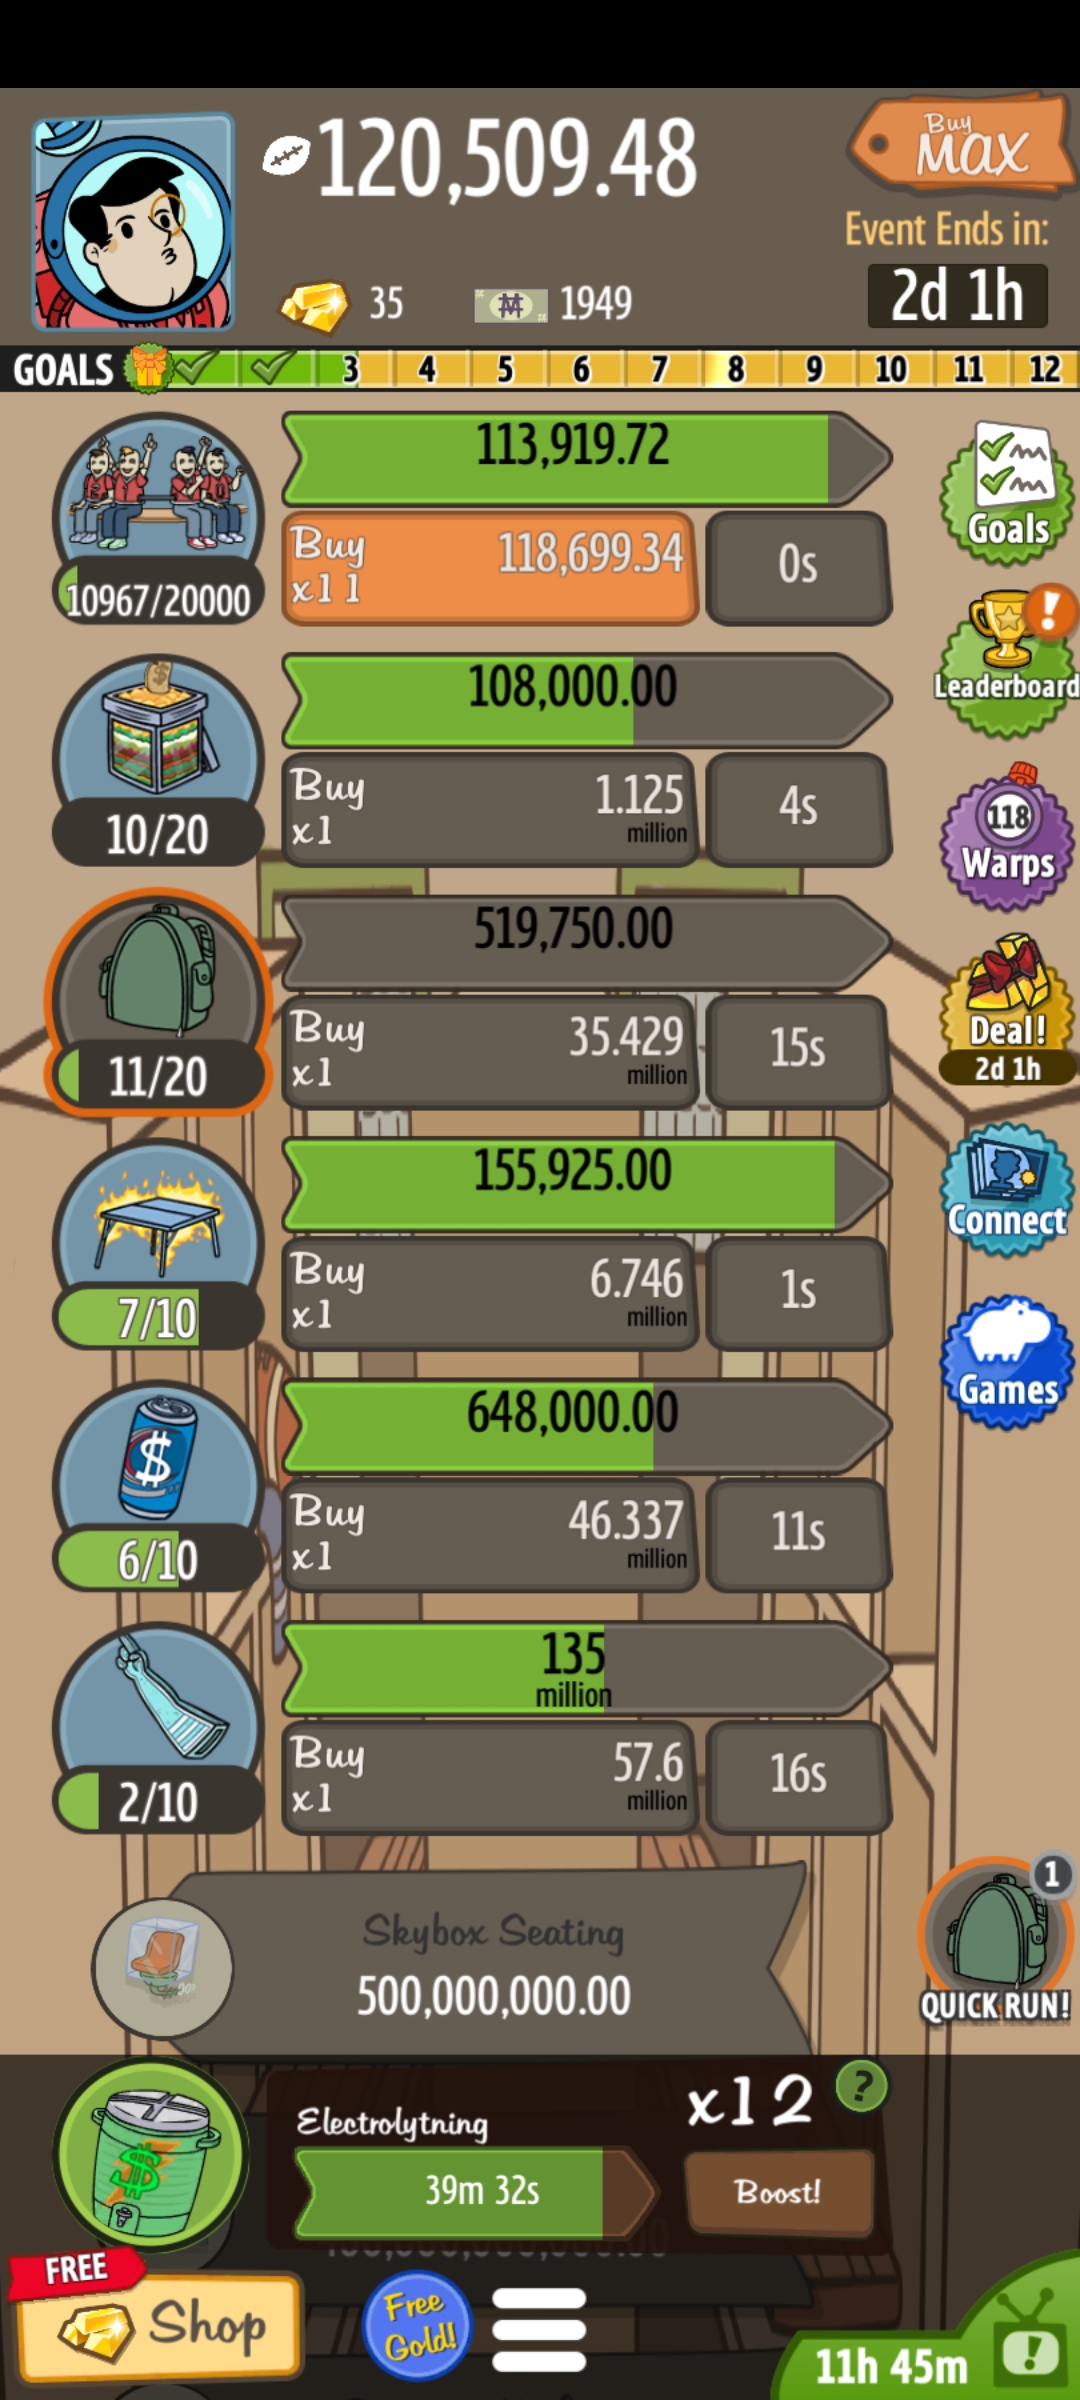 120,509.48
Buy
MAX
Event Ends in:
2d 1h
35
1949
GOALS 3 4 5 6 7 8 9 10 11 12
113,919.72
Buy
x11
118,699.34
0s
10967/20000
Goals
Leaderboard
108,000.00
Buy
x1
1.125
million
4s
10/20
118
Warps
519,750.00
Buy
x1
35.429
million
15s
11/20
Deal!
2d 1h
155,925.00
Buy
x1
6.746
million
1s
7/10
Connect
Games
648,000.00
Buy
x1
46.337
million
11s
6/10
135
million
Buy
x1
57.6
million
16s
2/10
Skybox Seating
500,000,000.00
1
QUICK RUN!
Electrolytning
x12
?
39m 32s
Boost!
FREE
Shop
Free
Gold!
11h 45m